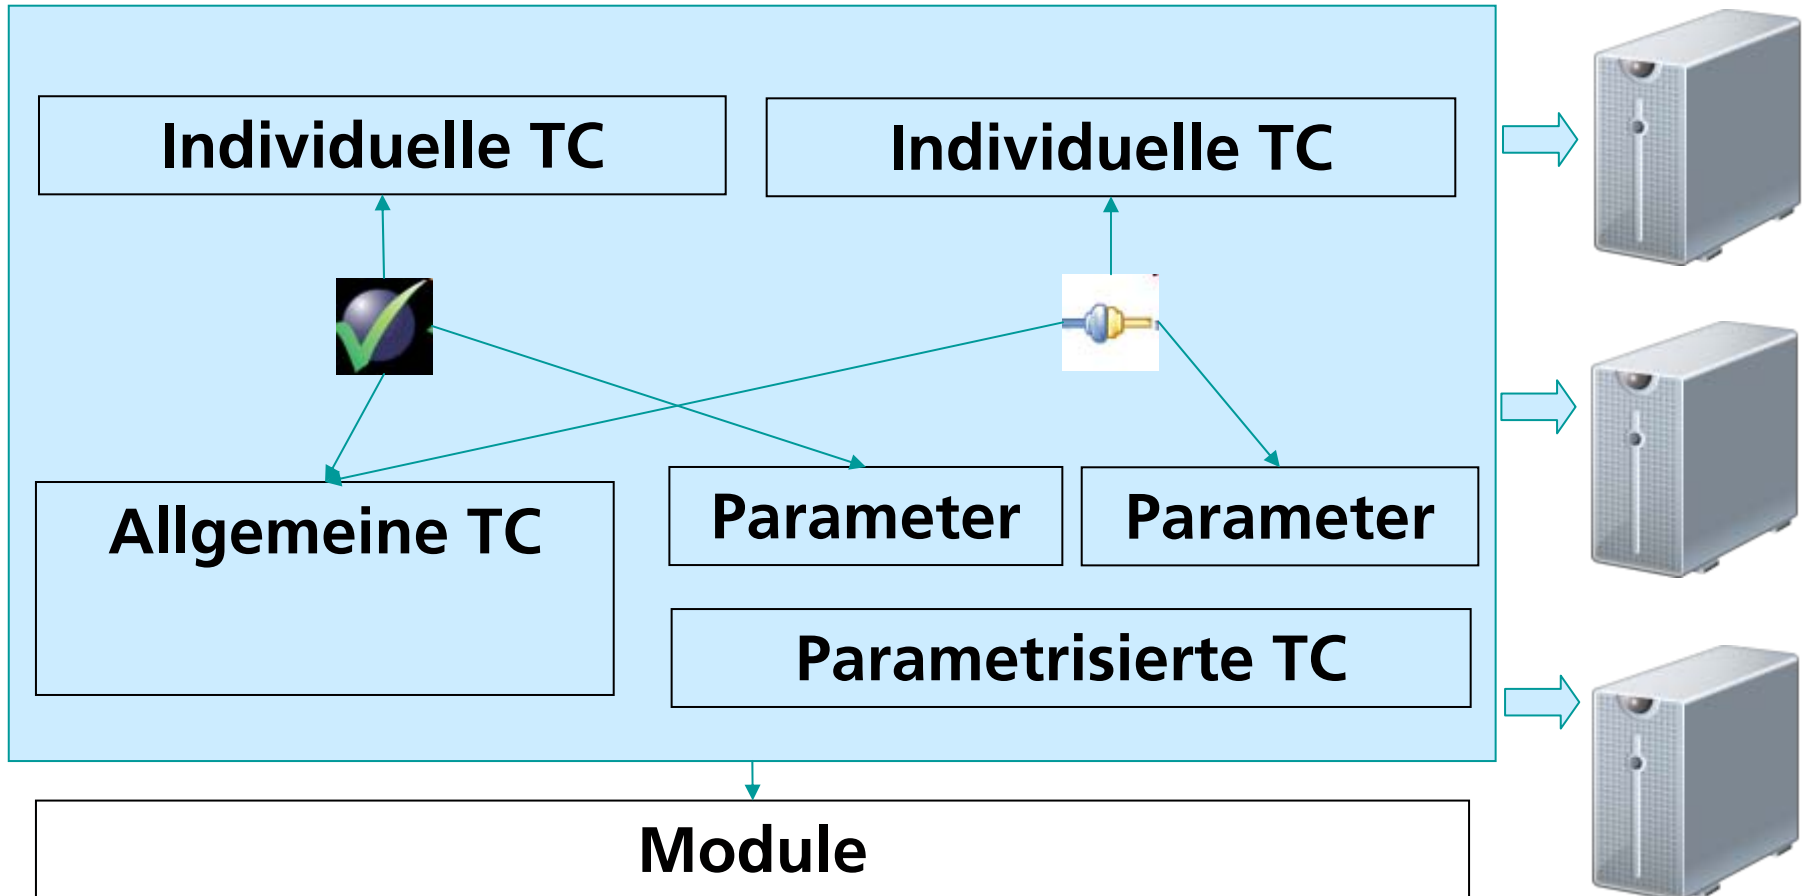 Individuelle TC
Individuelle TC
Allgemeine TC
Parameter
Parameter
Parametrisierte TC
Module